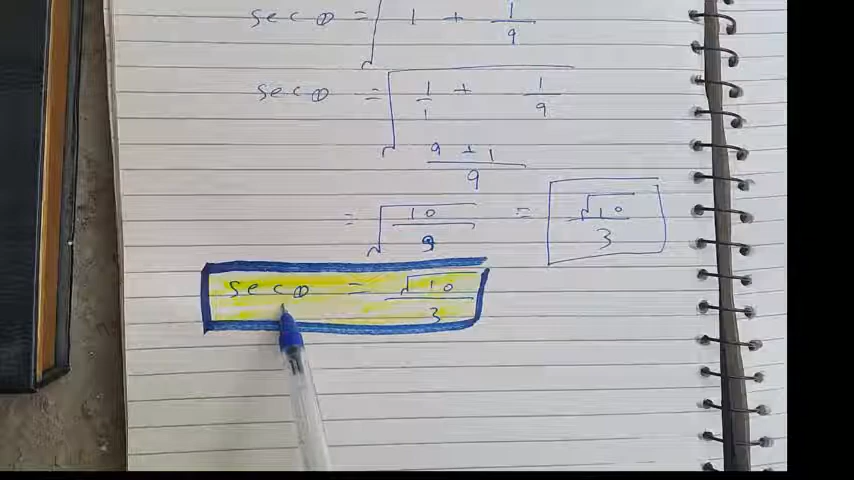 secθ = √1 + 1/9
secθ = √1/1 + 1/9
9 + 1/9
= √10/9 = √10/3
secθ = √10/3